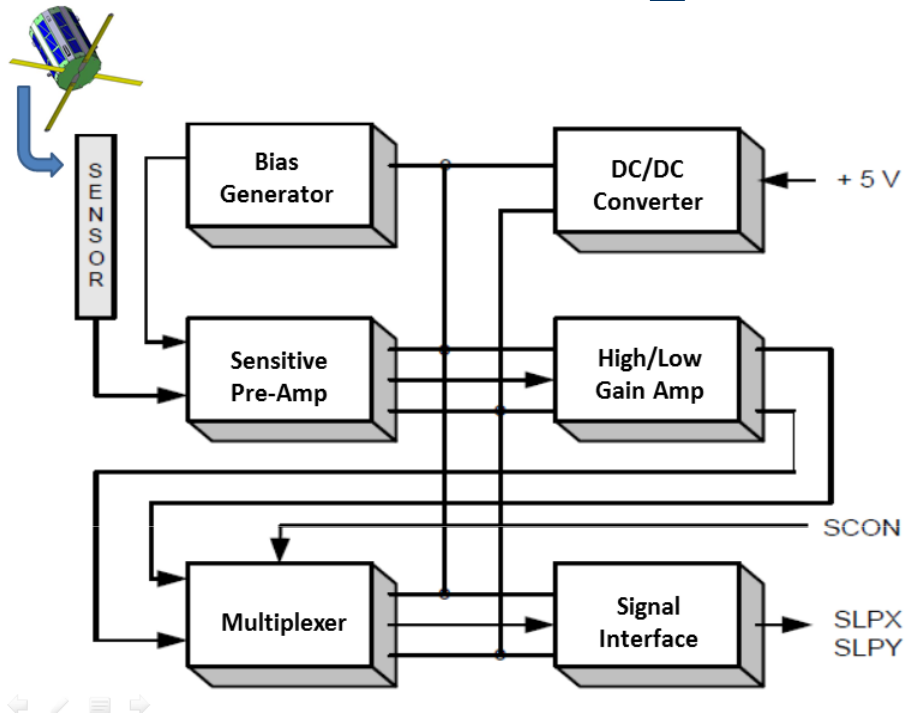 SENSOR
Bias
Generator
DC/DC
Converter
+ 5 V
Sensitive
Pre-Amp
High/Low
Gain Amp
SCON
Multiplexer
Signal
Interface
SLPX
SLPY